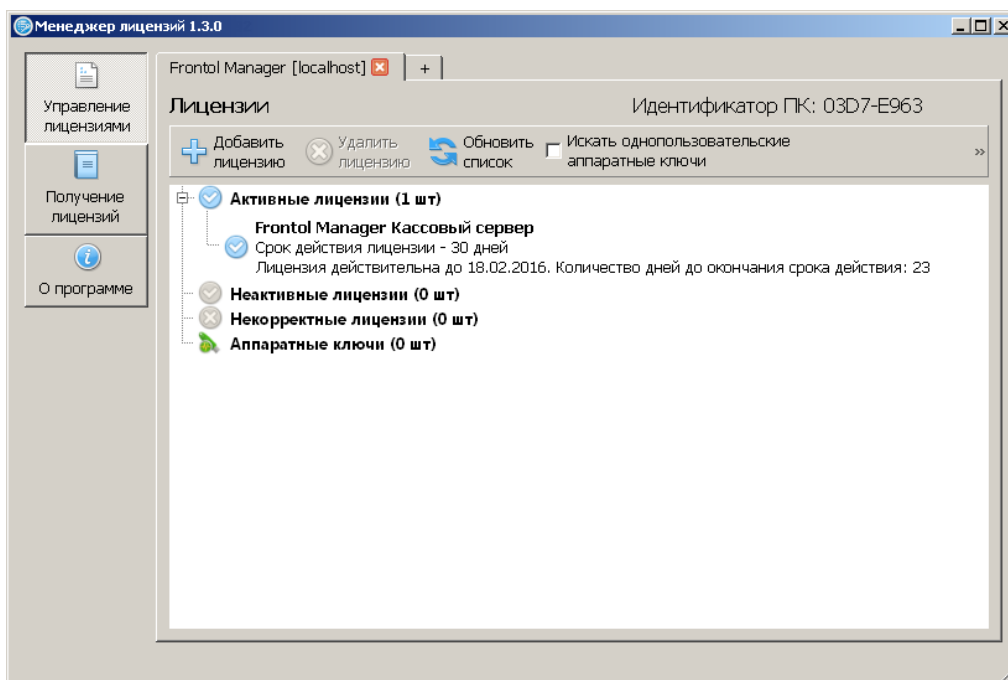 Менеджер лицензий 1.3.0
Frontol Manager [localhost] +
Управление
лицензиями
Получение
лицензий
О программе
Лицензии Идентификатор ПК: 03D7-E963
Добавить
лицензию
Удалить
лицензию
Обновить
список
Искать однопользовательские
аппаратные ключи
»
Активные лицензии (1 шт)
Frontol Manager Кассовый сервер
Срок действия лицензии - 30 дней
Лицензия действительна до 18.02.2016. Количество дней до окончания срока действия: 23
Неактивные лицензии (0 шт)
Некорректные лицензии (0 шт)
Аппаратные ключи (0 шт)